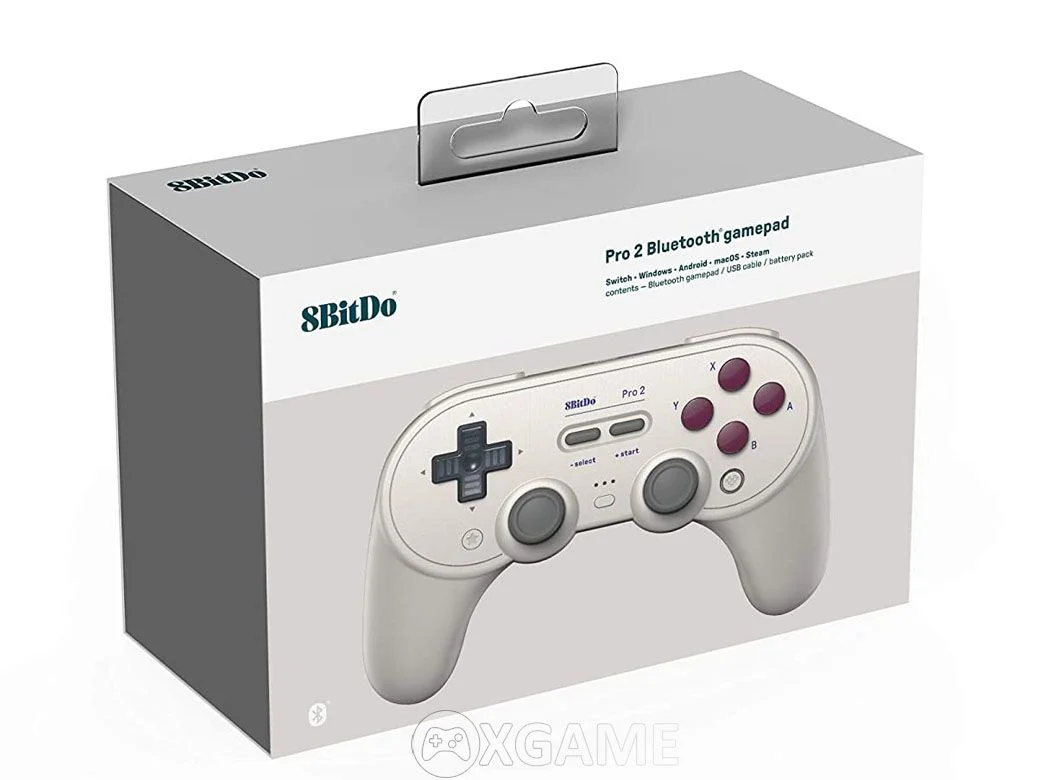 8BitDo
Pro 2 Bluetooth® gamepad
Switch • Windows • Android • macOS • Steam
contents – Bluetooth gamepad / USB cable / battery pack
8BitDo®
8BitDo Pro 2
X
Y A
B
- select + start
XGAME